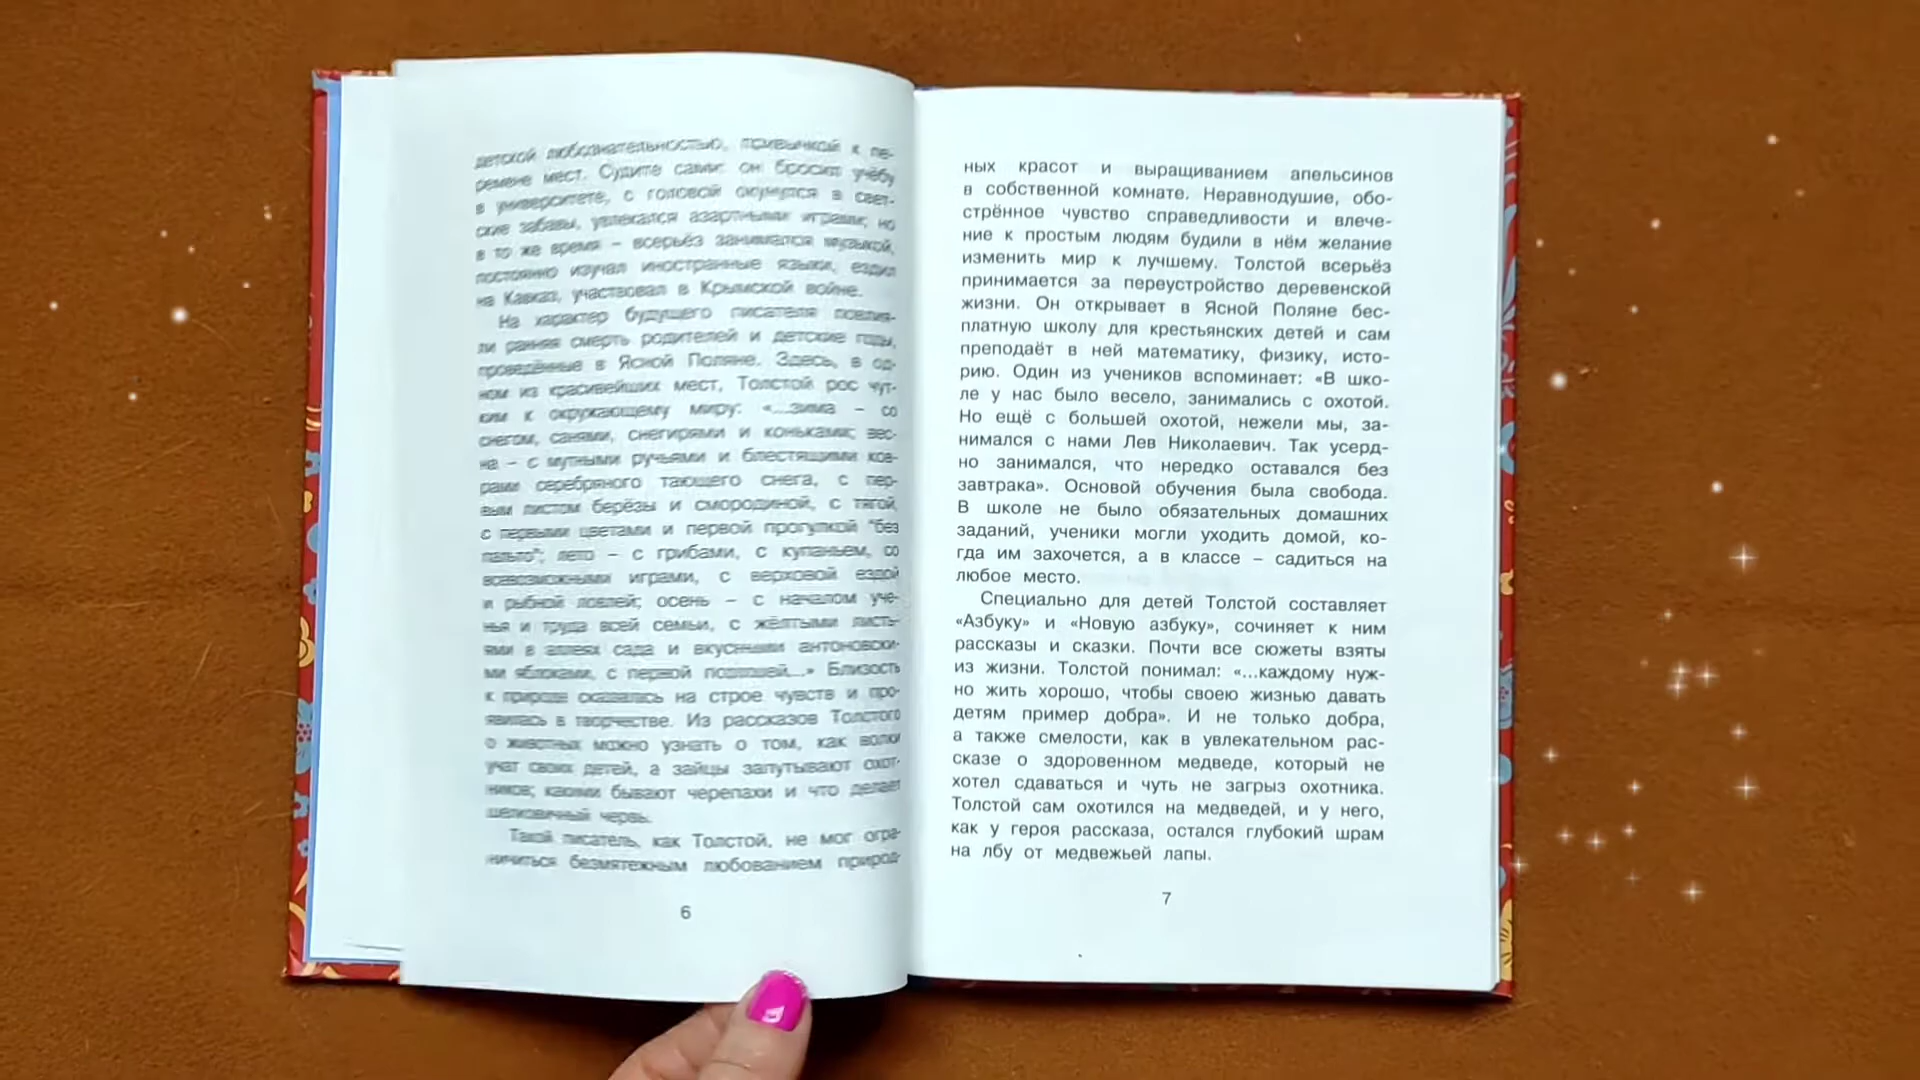 детской любознательностью, привычкой к пе-
ремене мест. Судите сами: он бросил учёбу
в университете, с головой окунулся в свет-
ские забавы, увлекался азартными играми; но
в то же время – всерьёз занимался музыкой,
постоянно изучал иностранные языки, ездил
на Кавказ, участвовал в Крымской войне.
На характер будущего писателя повлия-
ли ранняя смерть родителей и детские годы,
проведённые в Ясной Поляне. Здесь, в од-
ном из красивейших мест, Толстой рос чут-
ким к окружающему миру: «...зима – со
снегом, санями, снегирями и коньками; вес-
на – с мутными ручьями и блестящими ков-
рами серебряного тающего снега, с пер-
вым листом берёзы и смородиной, с тягой,
с первыми цветами и первой прогулкой "без
пальто"; лето – с грибами, с купаньем, со
всевозможными играми, с верховой ездой
и рыбной ловлей; осень – с началом уче-
нья и труда всей семьи, с жёлтыми листь-
ями в аллеях сада и вкусными антоновски-
ми яблоками, с первой порошей...» Близость
к природе сказалась на строе чувств и про-
явилась в творчестве. Из рассказов Толстого
о животных можно узнать о том, как волки
учат своих детей, а зайцы запутывают охот-
ников; какими бывают черепахи и что делает
шелковичный червь.
Такой писатель, как Толстой, не мог огра-
ничиться безмятежным любованием природ-
6
ных красот и выращиванием апельсинов
в собственной комнате. Неравнодушие, обо-
стрённое чувство справедливости и влече-
ние к простым людям будили в нём желание
изменить мир к лучшему. Толстой всерьёз
принимается за переустройство деревенской
жизни. Он открывает в Ясной Поляне бес-
платную школу для крестьянских детей и сам
преподаёт в ней математику, физику, исто-
рию. Один из учеников вспоминает: «В шко-
ле у нас было весело, занимались с охотой.
Но ещё с большей охотой, нежели мы, за-
нимался с нами Лев Николаевич. Так усерд-
но занимался, что нередко оставался без
завтрака». Основой обучения была свобода.
В школе не было обязательных домашних
заданий, ученики могли уходить домой, ко-
гда им захочется, а в классе – садиться на
любое место.
Специально для детей Толстой составляет
«Азбуку» и «Новую азбуку», сочиняет к ним
рассказы и сказки. Почти все сюжеты взяты
из жизни. Толстой понимал: «...каждому нуж-
но жить хорошо, чтобы своею жизнью давать
детям пример добра». И не только добра,
а также смелости, как в увлекательном рас-
сказе о здоровенном медведе, который не
хотел сдаваться и чуть не загрыз охотника.
Толстой сам охотился на медведей, и у него,
как у героя рассказа, остался глубокий шрам
на лбу от медвежьей лапы.
7